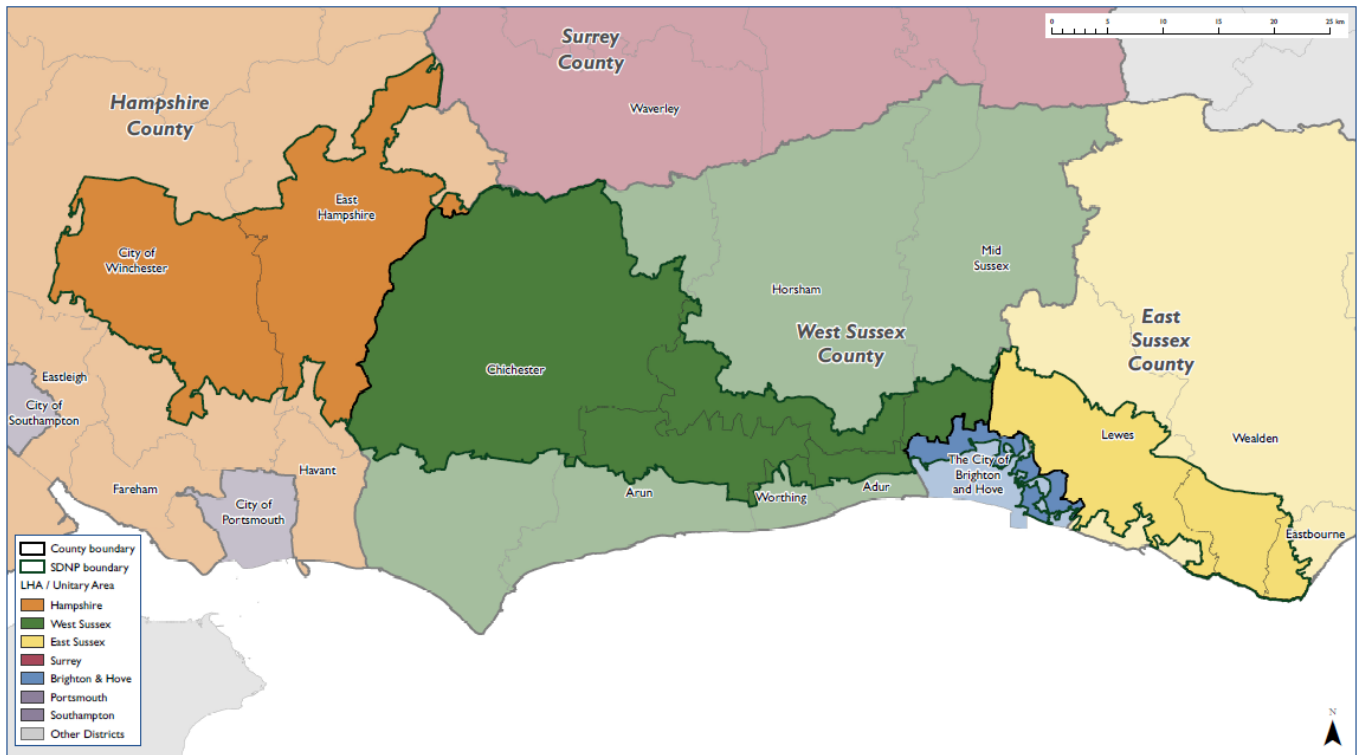 0 5 10 15 20 25 km
Surrey
County
Hampshire
County
Waverley
East
Hampshire
City of
Winchester
Mid
Sussex
Horsham
West Sussex
County
East
Sussex
County
Chichester
Eastleigh
City of
Southampton
Lewes
Wealden
Havant
The City of
Brighton
and Hove
Fareham
City of
Portsmouth
Arun
Worthing
Adur
Eastbourne
County boundary
SDNP boundary
LHA / Unitary Area
Hampshire
West Sussex
East Sussex
Surrey
Brighton & Hove
Portsmouth
Southampton
Other Districts
N